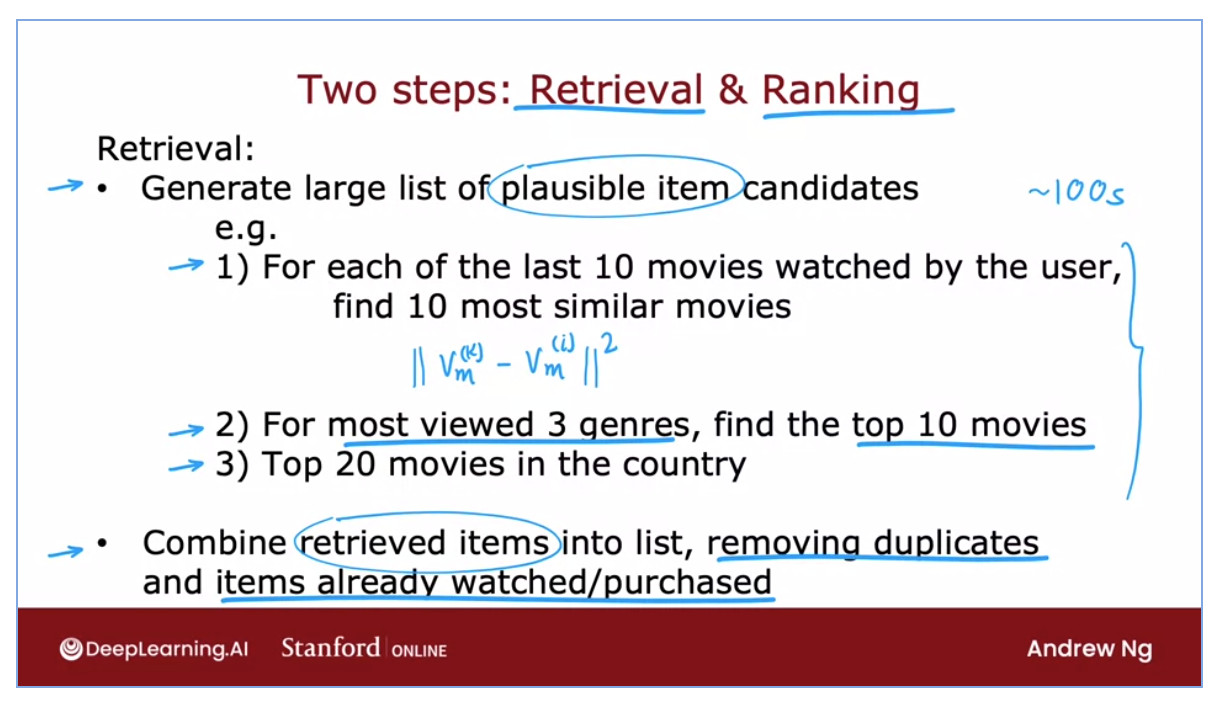 Two steps: Retrieval & Ranking
Retrieval:
→ • Generate large list of plausible item candidates ~100s
e.g.
→ 1) For each of the last 10 movies watched by the user,
find 10 most similar movies
|| V_m^(k) - V_m^(i) ||^2
→ 2) For most viewed 3 genres, find the top 10 movies
→ 3) Top 20 movies in the country
→ • Combine retrieved items into list, removing duplicates
and items already watched/purchased
DeepLearning.AI Stanford | ONLINE Andrew Ng